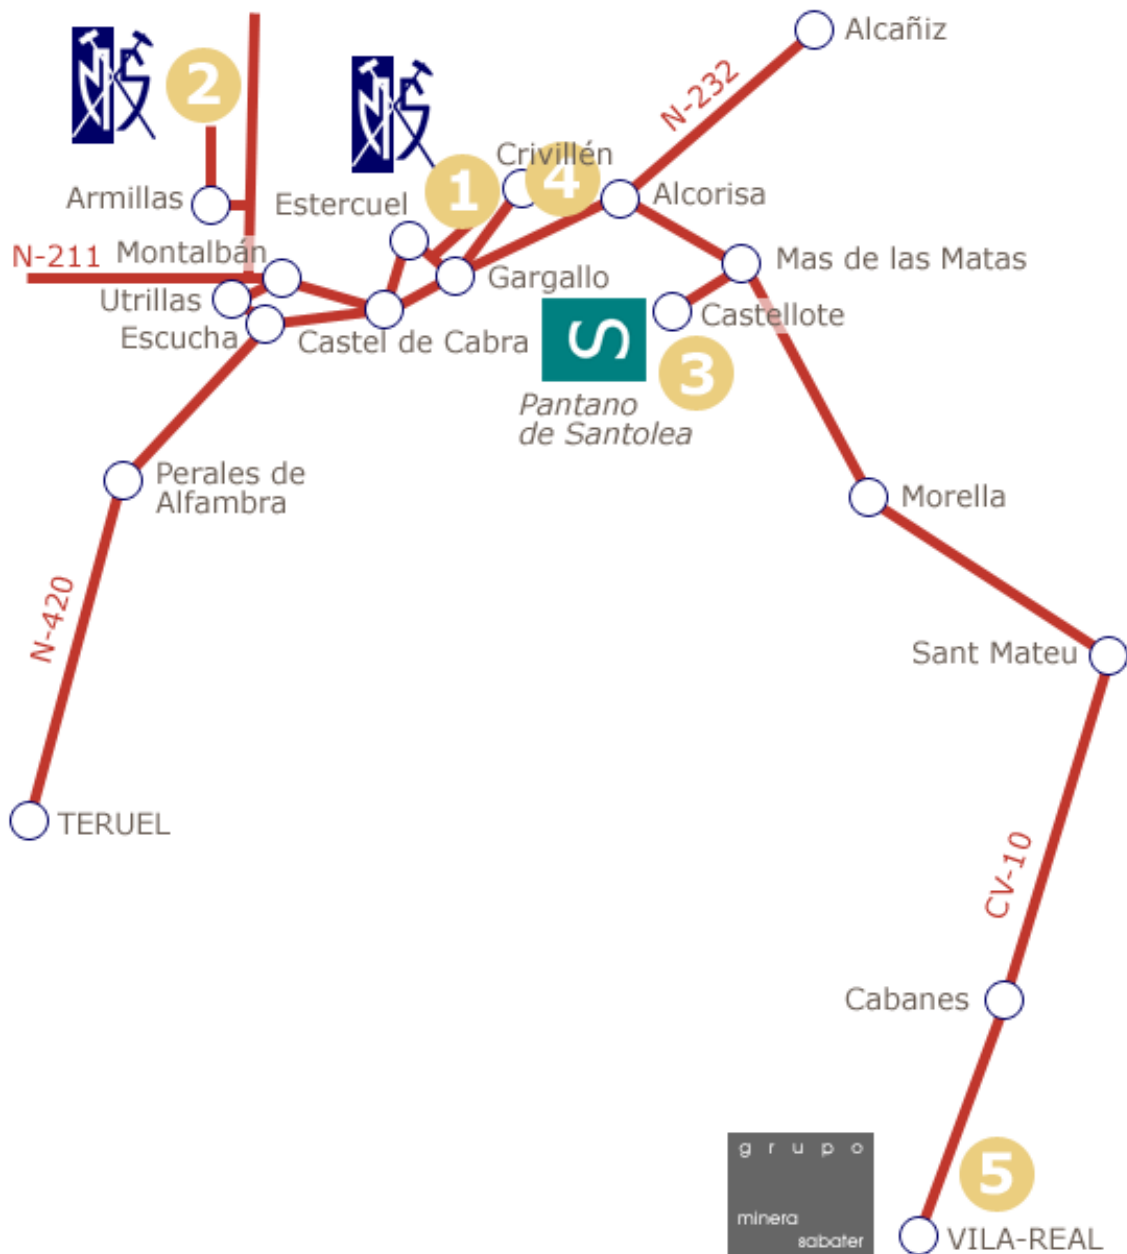 Alcañiz
N-232
2
Crivillén
1
4
Armillas
Estercuel
Alcorisa
N-211
Montalbán
Gargallo
Mas de las Matas
Utrillas
Castellote
Escucha
Castel de Cabra
S
3
Pantano
de Santolea
Perales de
Alfambra
Morella
N-420
Sant Mateu
TERUEL
CV-10
Cabanes
grupo
minera
sabater
5
VILA-REAL